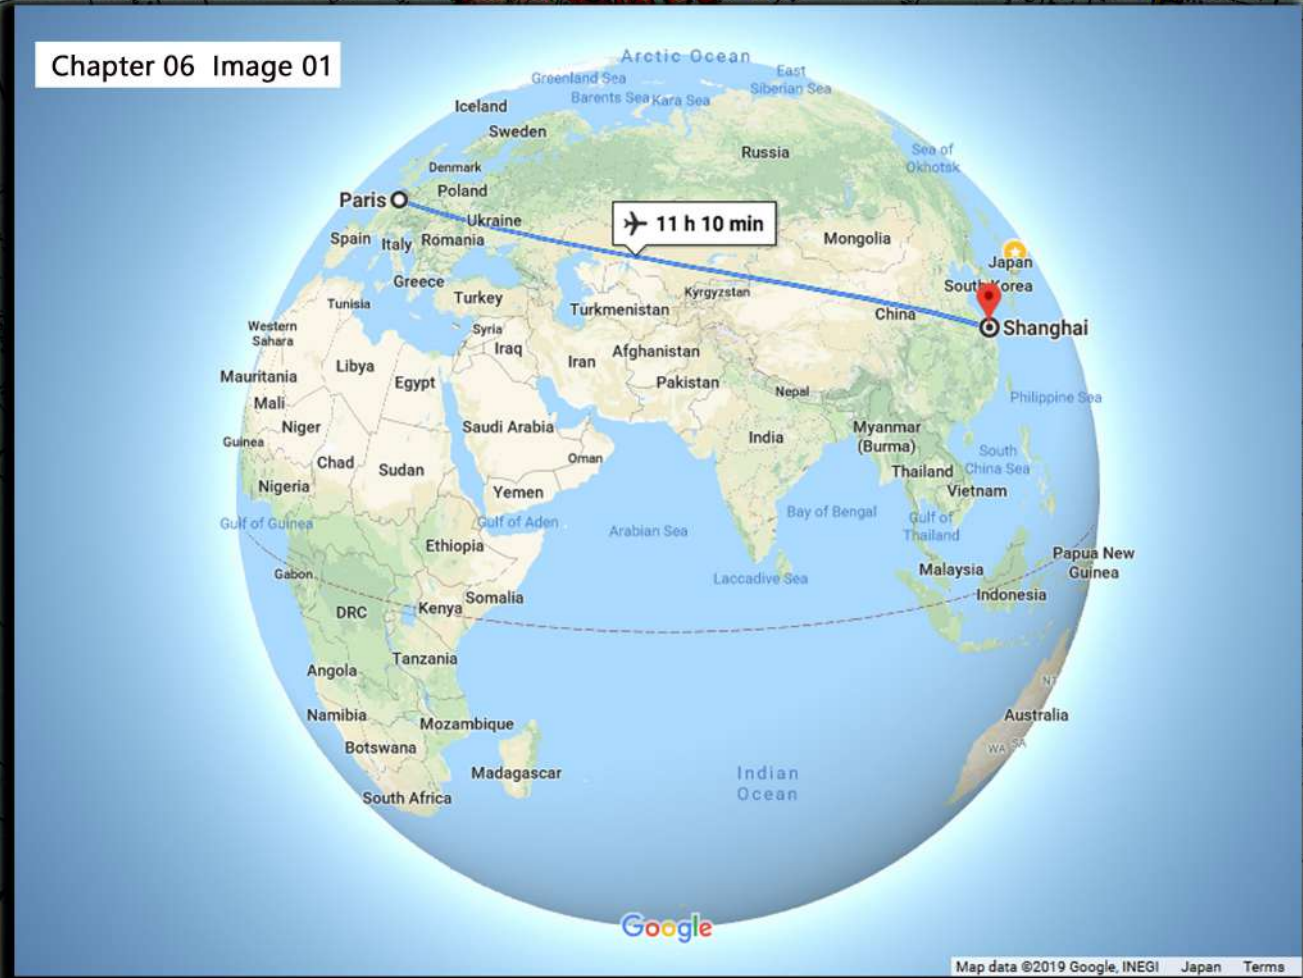 Chapter 06 Image 01
Arctic Ocean
Greenland Sea
East
Siberian Sea
Barents Sea
Kara Sea
Iceland
Sweden
Russia
Sea of
Okhotsk
Denmark
Poland
Paris
Ukraine
11 h 10 min
Spain
Italy
Romania
Mongolia
Japan
Greece
Turkey
Kyrgyzstan
South Korea
Tunisia
Turkmenistan
China
Shanghai
Western
Sahara
Syria
Iraq
Iran
Afghanistan
Libya
Egypt
Pakistan
Nepal
Mauritania
Philippine Sea
Mali
Niger
Saudi Arabia
India
Myanmar
(Burma)
Guinea
Chad
Sudan
Oman
South
China Sea
Thailand
Nigeria
Yemen
Vietnam
Gulf of Guinea
Gulf of Aden
Arabian Sea
Bay of Bengal
Gulf of
Thailand
Ethiopia
Papua New
Guinea
Gabon
Laccadive Sea
Malaysia
DRC
Kenya
Somalia
Indonesia
Tanzania
Angola
NT
Namibia
Mozambique
Australia
Botswana
WA
SA
Madagascar
Indian
Ocean
South Africa
Google
Map data ©2019 Google, INEGI Japan Terms